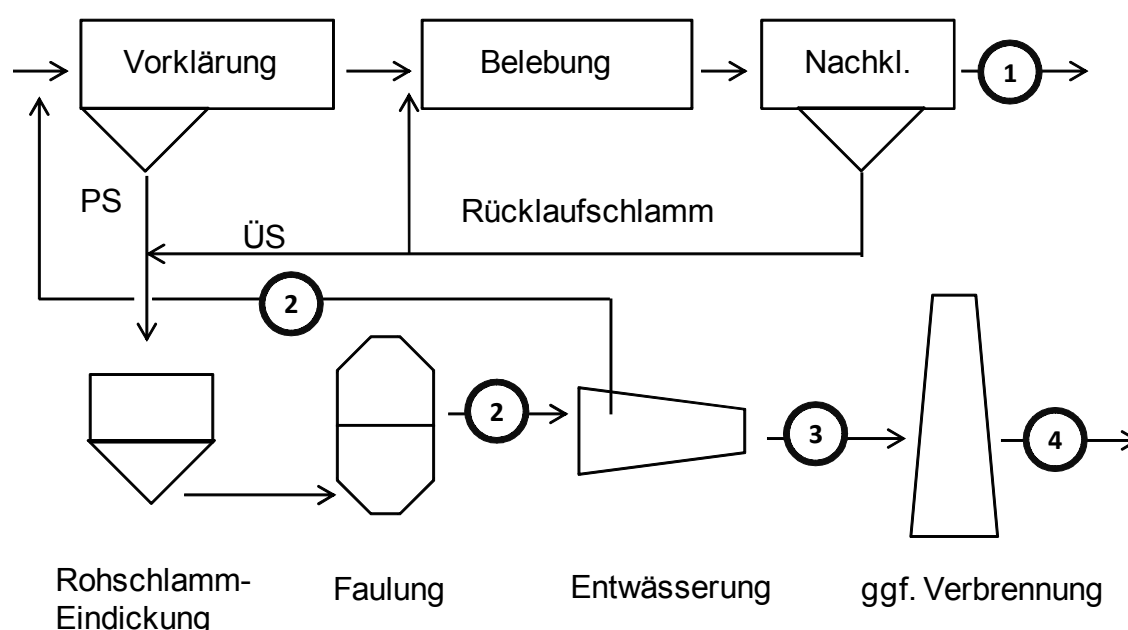 Vorklärung
Belebung
Nachkl.
1
PS
ÜS
Rücklaufschlamm
2
2
3
4
Rohschlamm-
Eindickung
Faulung
Entwässerung
ggf. Verbrennung